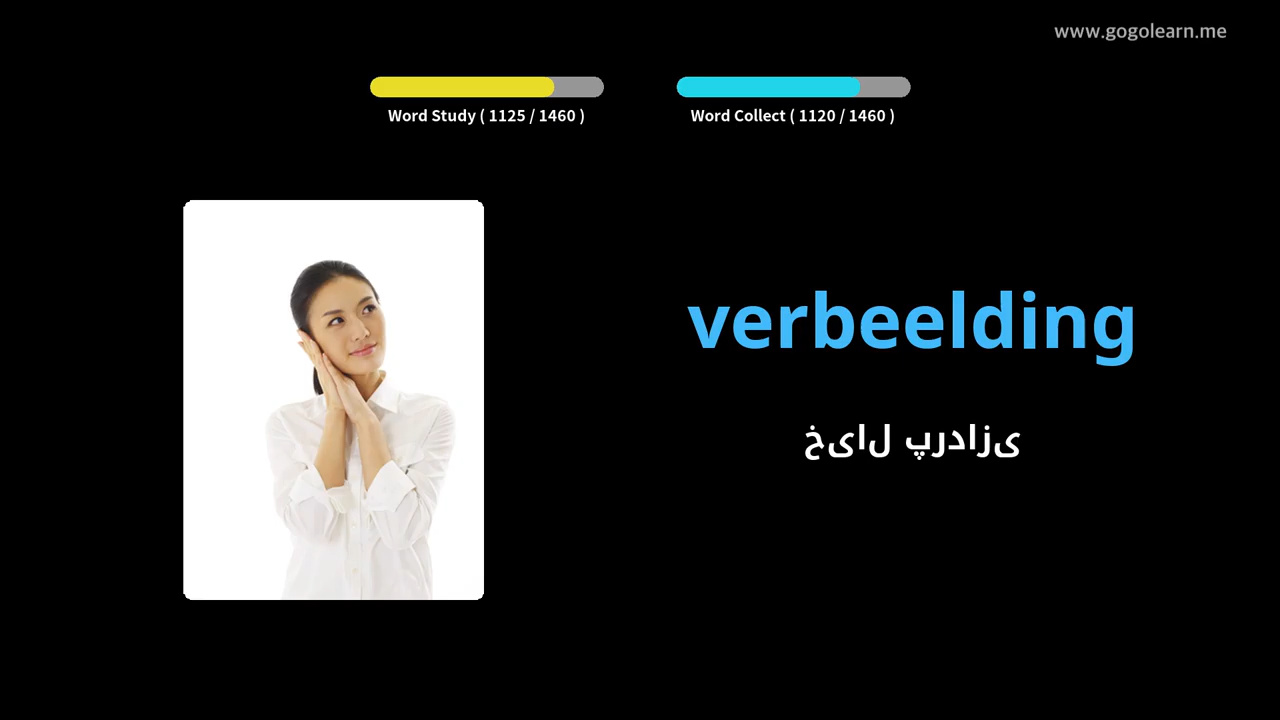 www.gogolearn.me
Word Study ( 1125 / 1460 )
Word Collect ( 1120 / 1460 )
verbeelding
خیال پردازی